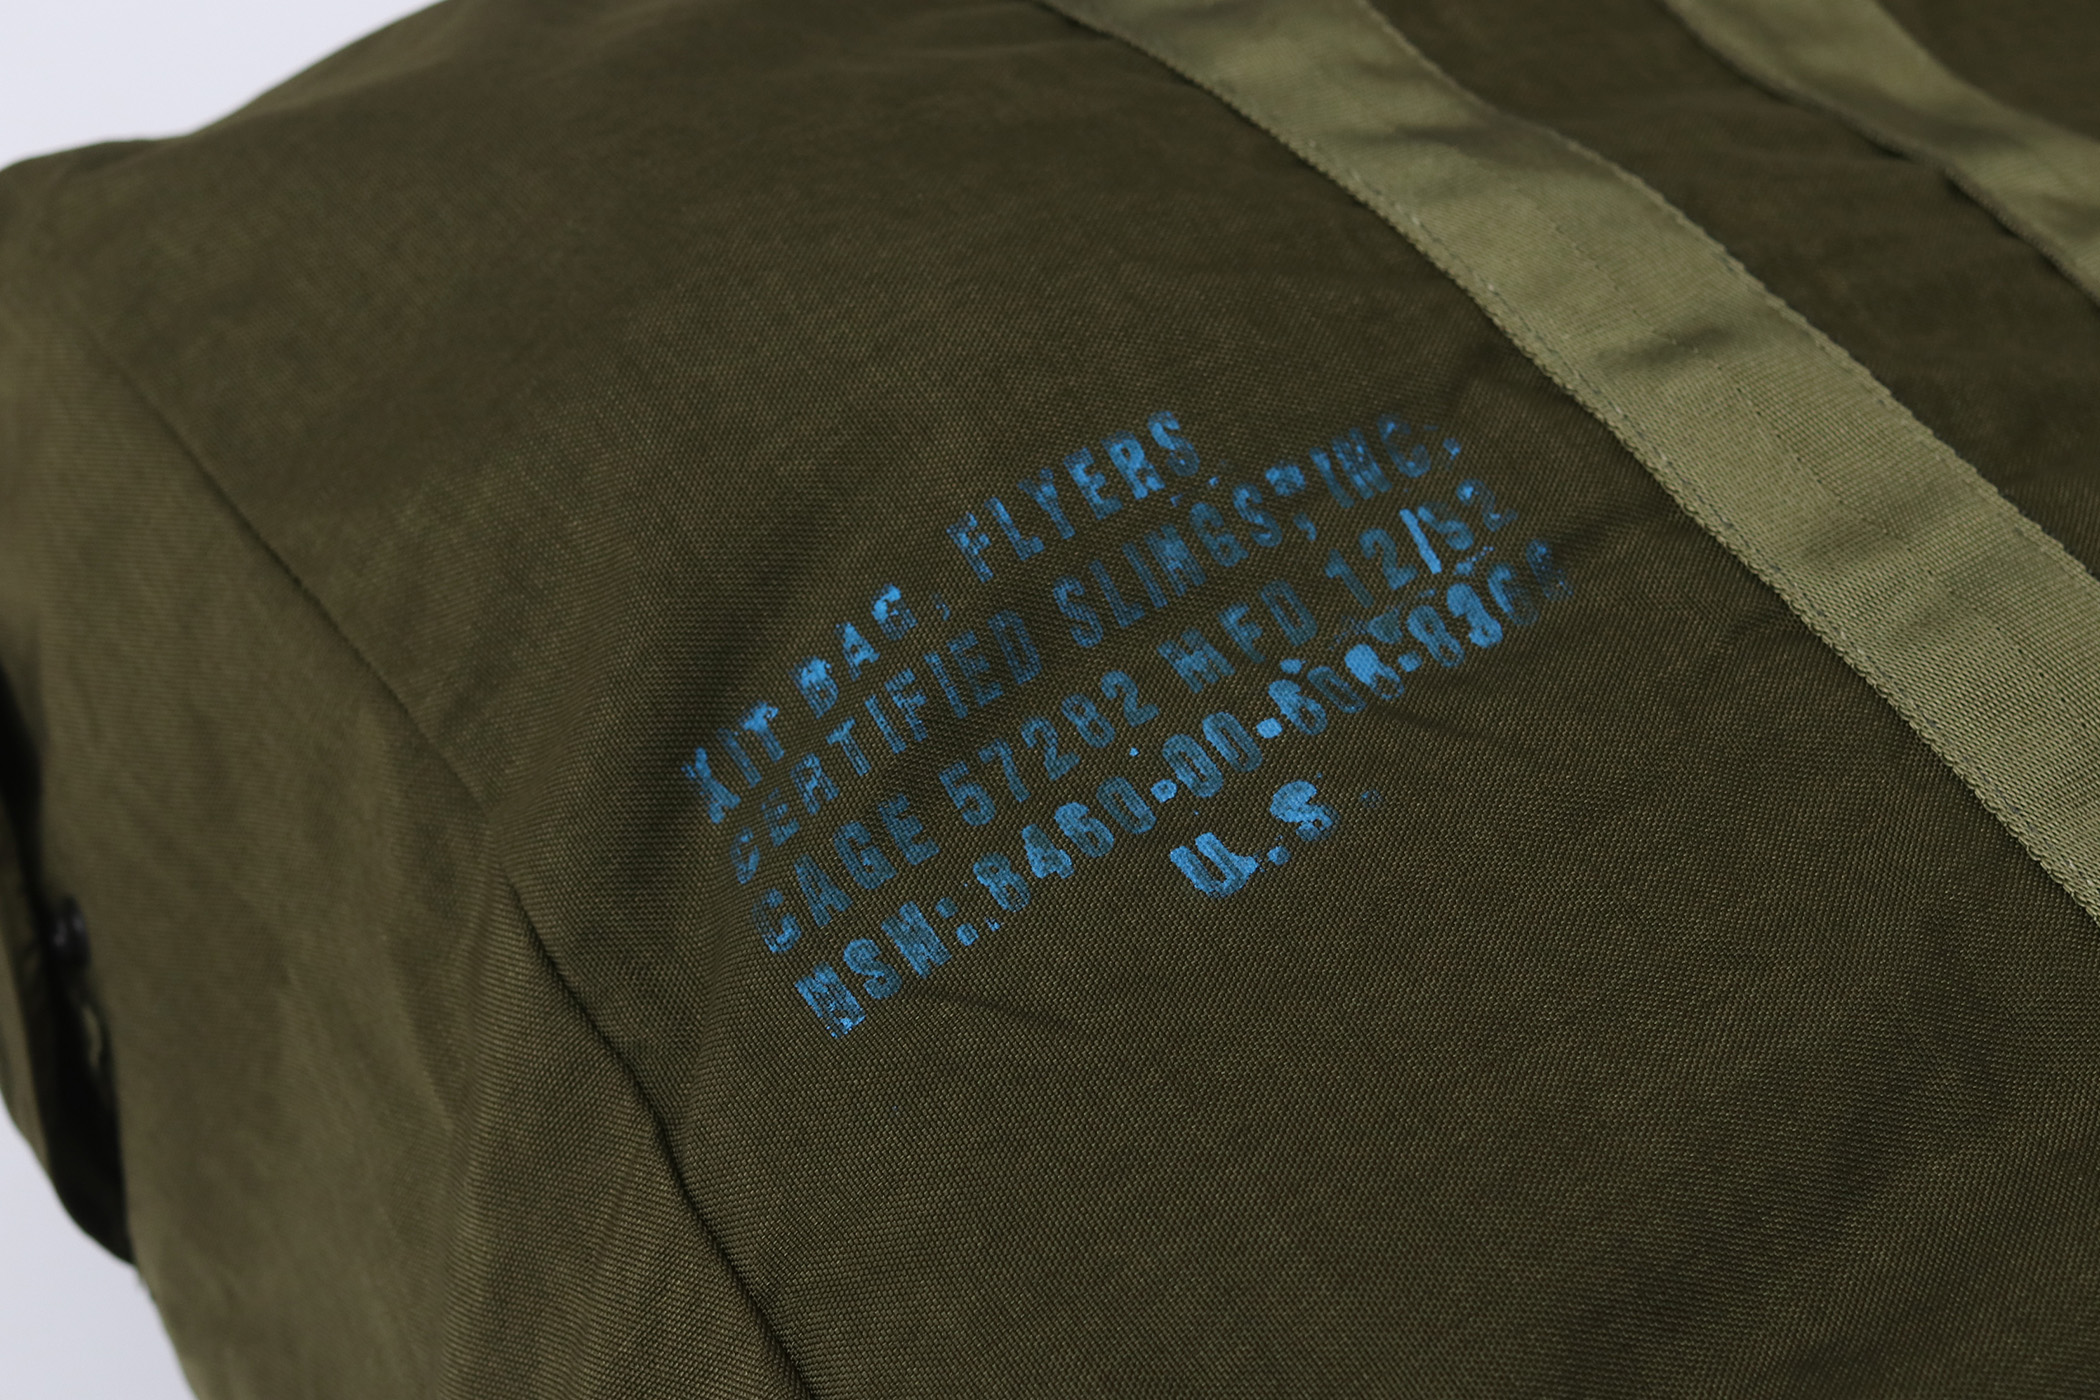 KIT BAG, FLYERS
CERTIFIED SLINGS, INC.
CAGE 57282 MFD 12/92
NSN: 8460-00-606-8366
U.S.